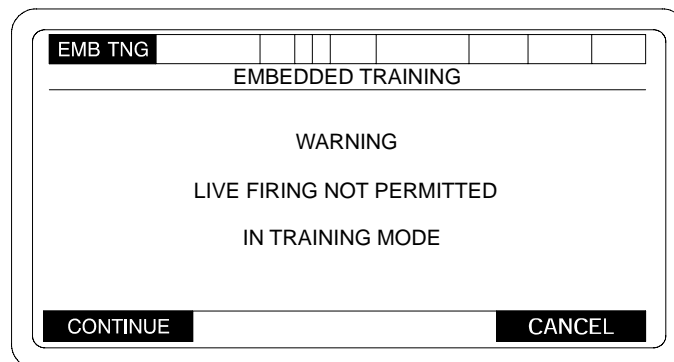 EMB TNG
EMBEDDED TRAINING
WARNING
LIVE FIRING NOT PERMITTED
IN TRAINING MODE
CONTINUE CANCEL